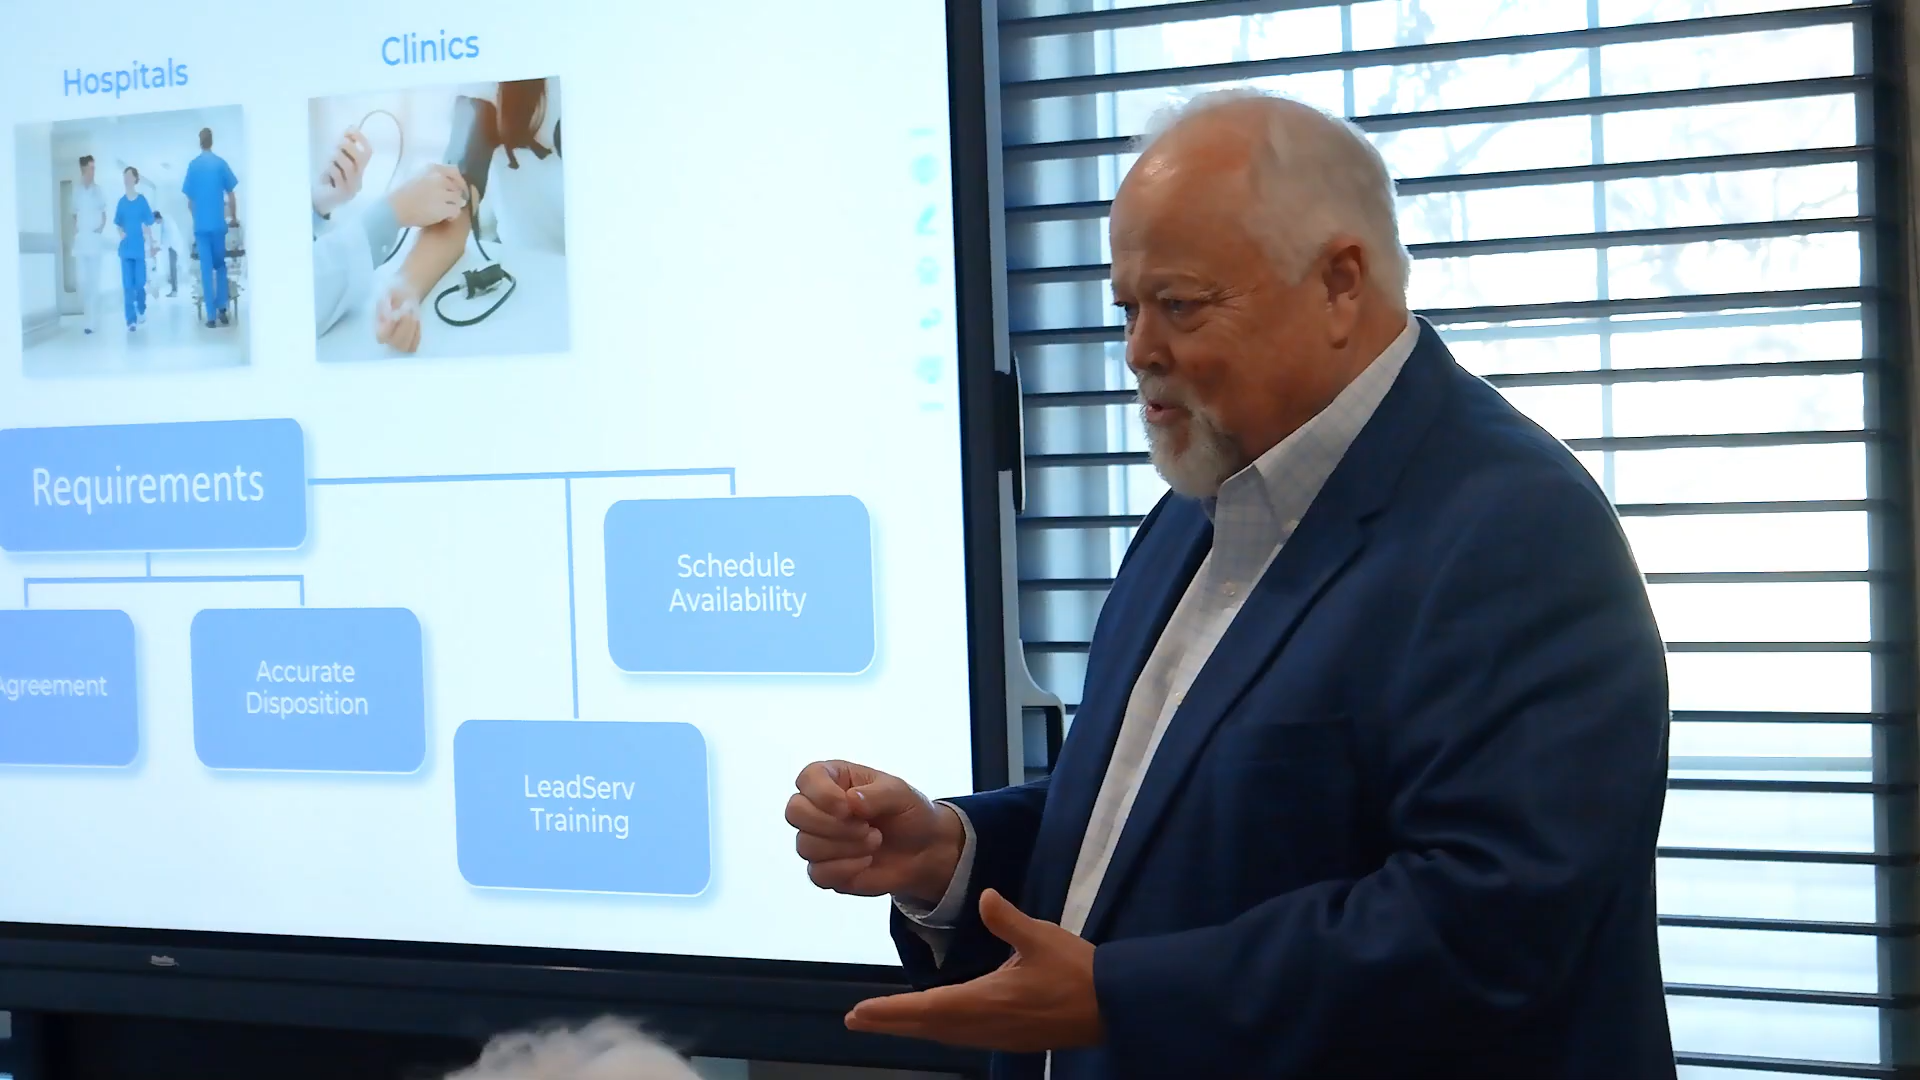 Hospitals
Clinics
Requirements
Schedule
Availability
Agreement
Accurate
Disposition
LeadServ
Training